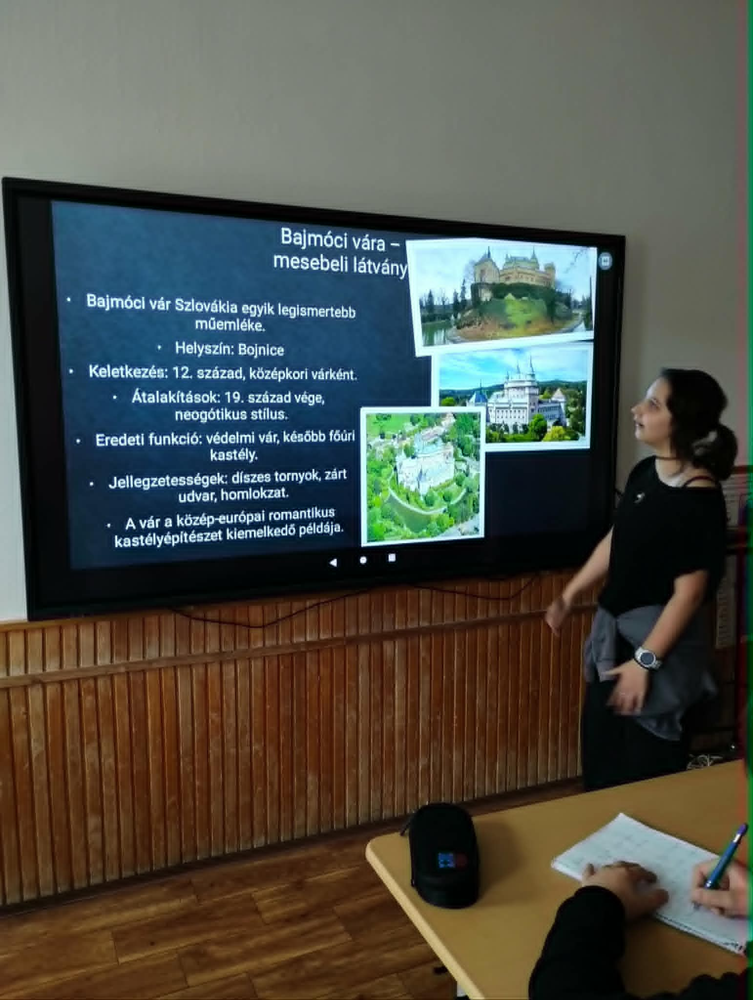 Bajmóci vára –
mesebeli látvány
• Bajmóci vár Szlovákia egyik legismertebb
műemléke.
• Helyszín: Bojnice
• Keletkezés: 12. század, középkori várként.
• Átalakítások: 19. század vége,
neogótikus stílus.
• Eredeti funkció: védelmi vár, később főúri
kastély.
• Jellegzetességek: díszes tornyok, zárt
udvar, homlokzat.
• A vár a közép-európai romantikus
kastélyépítészet kiemelkedő példája.